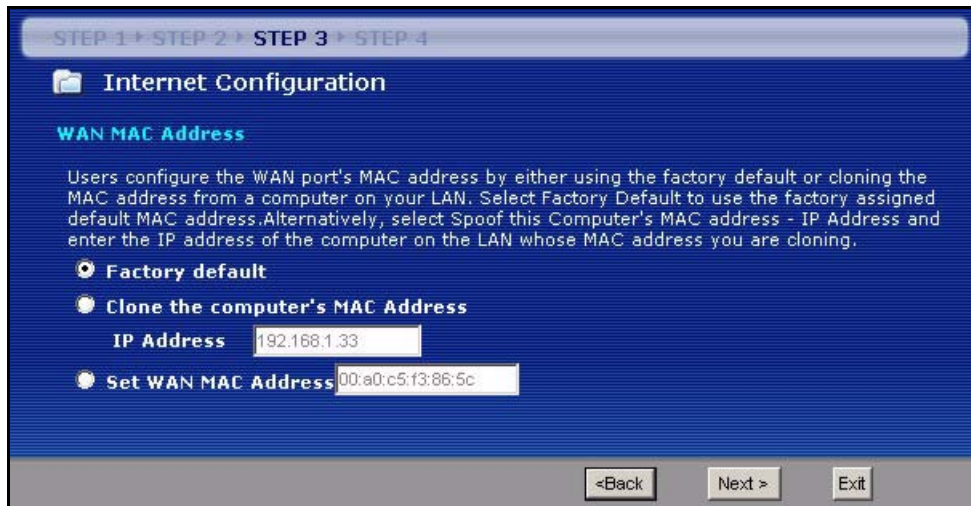 STEP 1 ▸ STEP 2 ▸ STEP 3 ▸ STEP 4
Internet Configuration
WAN MAC Address
Users configure the WAN port's MAC address by either using the factory default or cloning the
MAC address from a computer on your LAN. Select Factory Default to use the factory assigned
default MAC address.Alternatively, select Spoof this Computer's MAC address - IP Address and
enter the IP address of the computer on the LAN whose MAC address you are cloning.
Factory default
Clone the computer's MAC Address
IP Address 192.168.1.33
Set WAN MAC Address 00:a0:c5:f3:86:5c
<Back Next > Exit